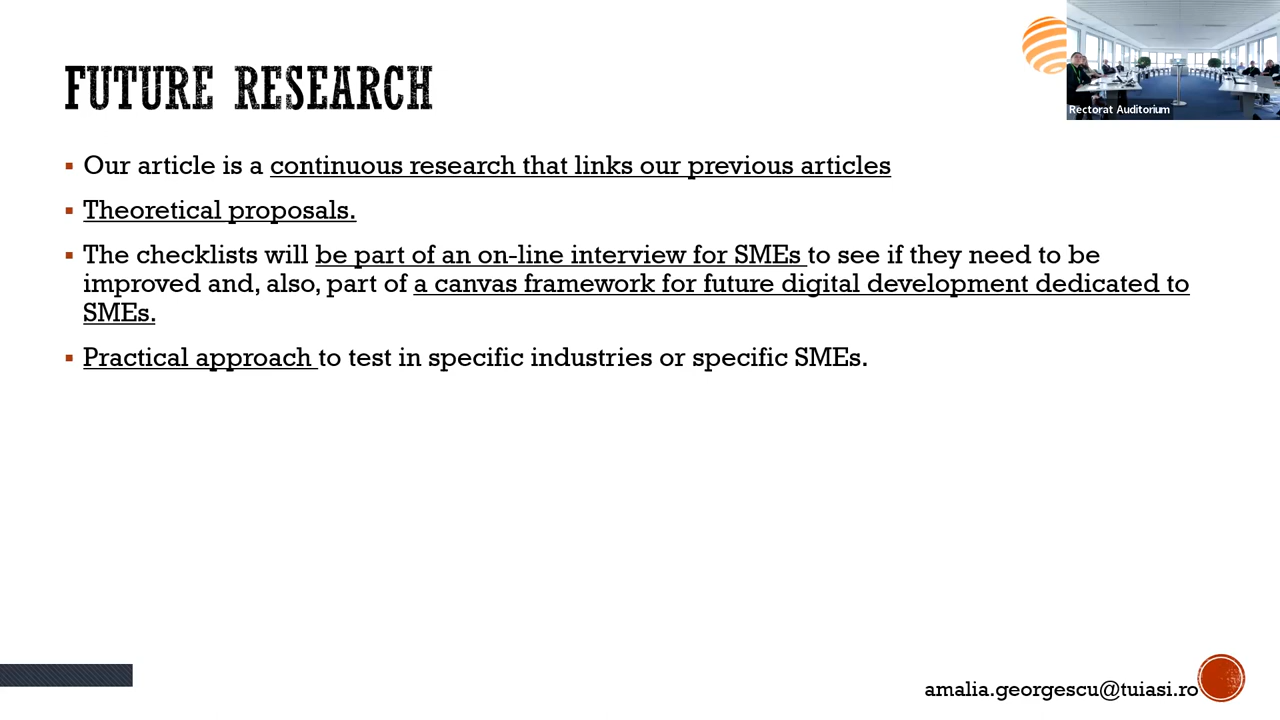 FUTURE RESEARCH
Rectorat Auditorium
▪ Our article is a continuous research that links our previous articles
▪ Theoretical proposals.
▪ The checklists will be part of an on-line interview for SMEs to see if they need to be
improved and, also, part of a canvas framework for future digital development dedicated to
SMEs.
▪ Practical approach to test in specific industries or specific SMEs.
amalia.georgescu@tuiasi.ro